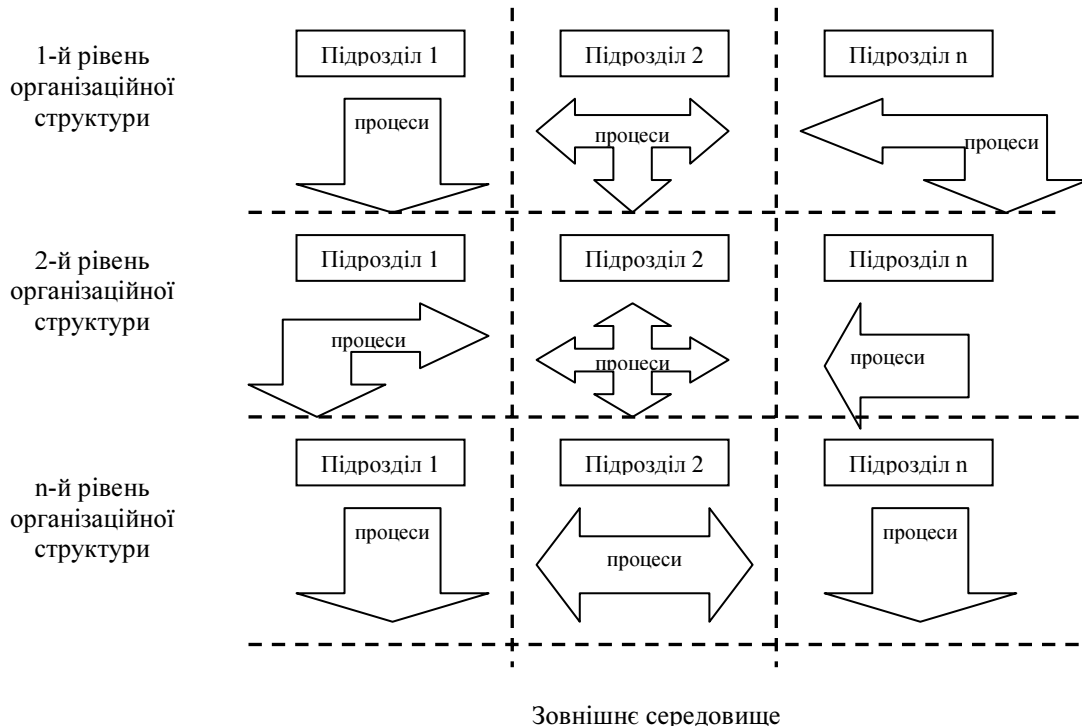 1-й рівень
організаційної
структури
Підрозділ 1
Підрозділ 2
Підрозділ n
процеси
процеси
процеси
2-й рівень
організаційної
структури
Підрозділ 1
Підрозділ 2
Підрозділ n
процеси
процеси
процеси
n-й рівень
організаційної
структури
Підрозділ 1
Підрозділ 2
Підрозділ n
процеси
процеси
процеси
Зовнішнє середовище